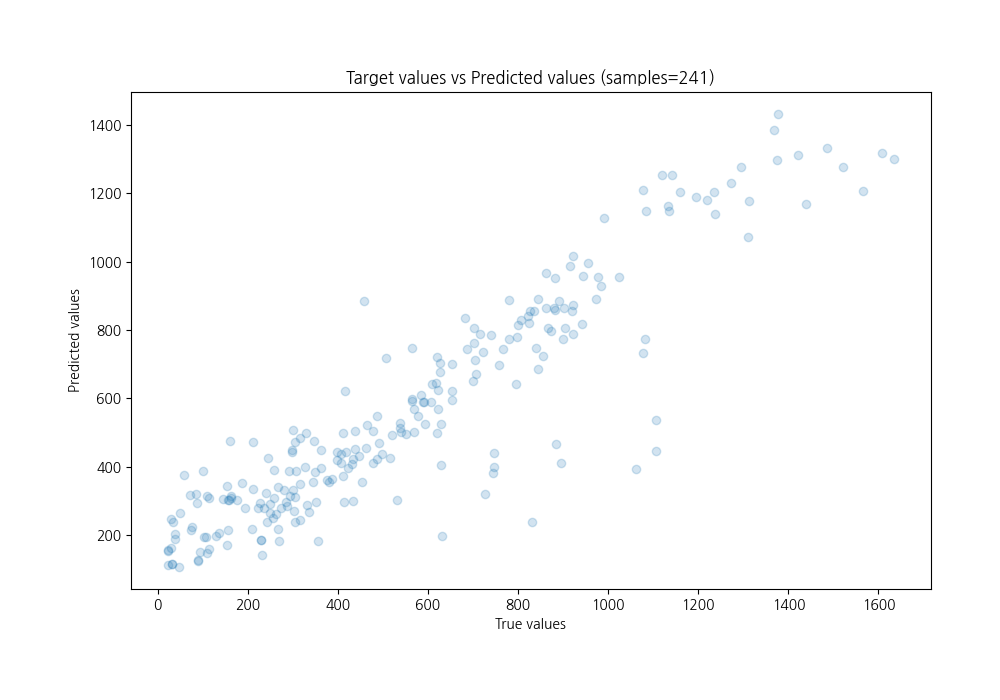 Target values vs Predicted values (samples=241)
1400
1200
1000
800
600
400
200
Predicted values
0 200 400 600 800 1000 1200 1400 1600
True values